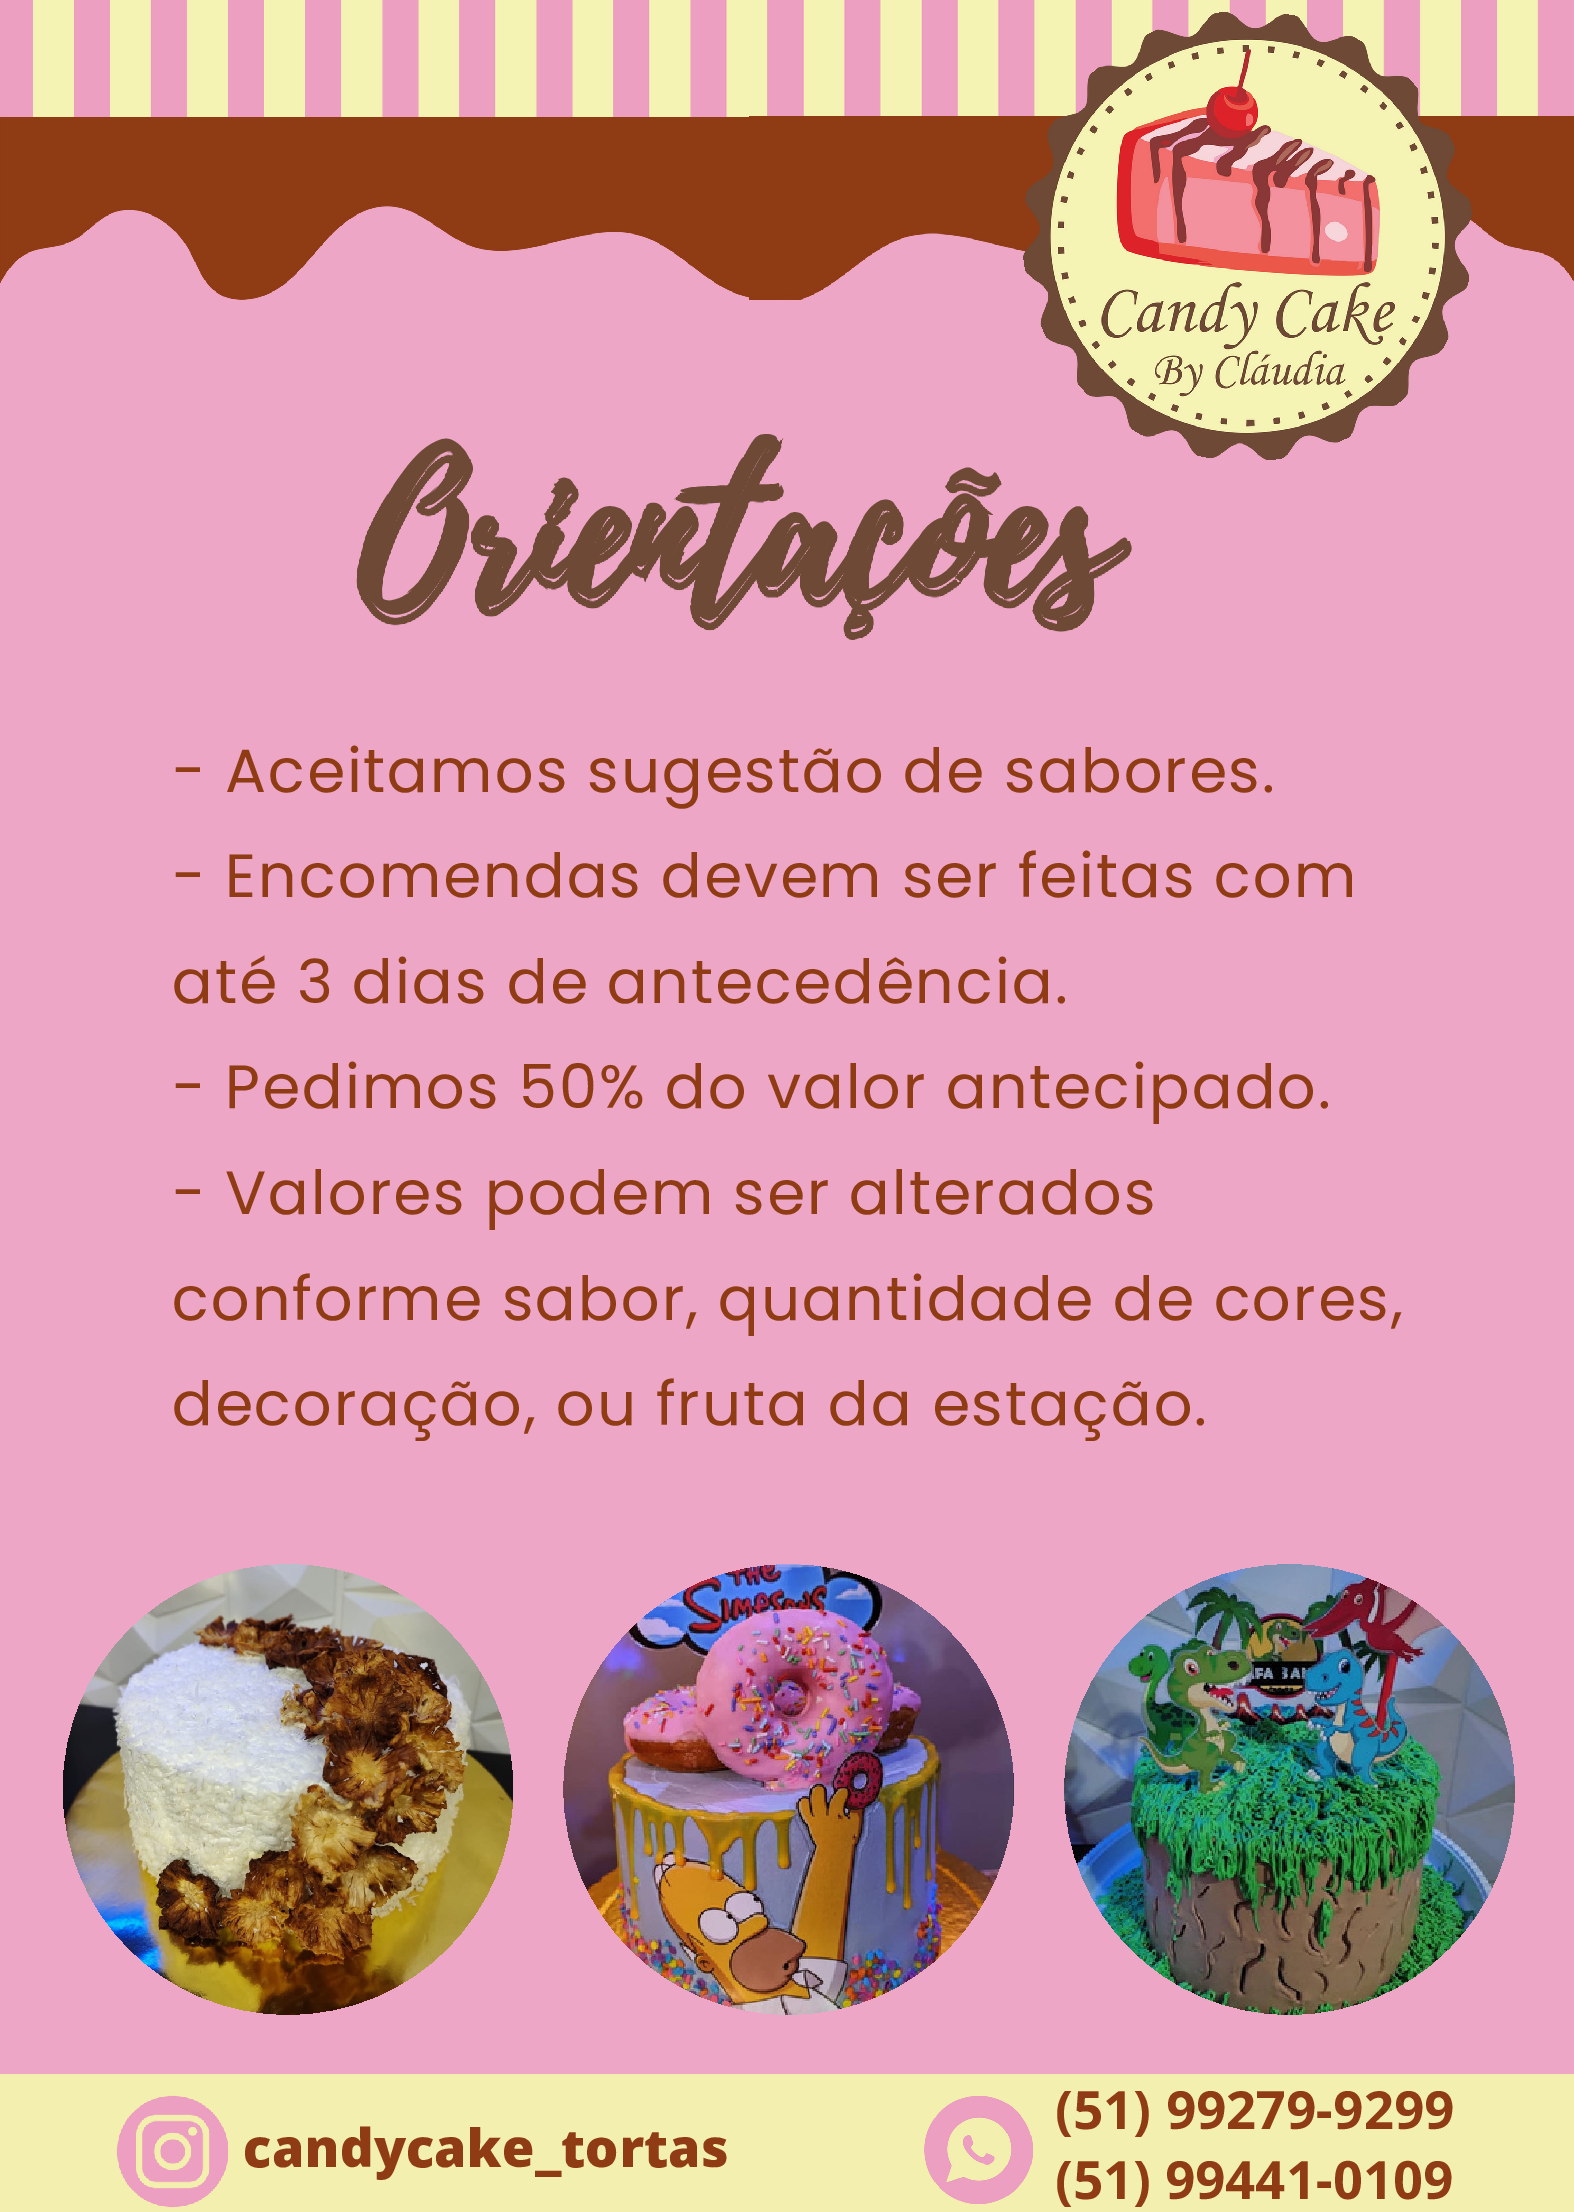 Candy Cake
By Cláudia
Orientações
- Aceitamos sugestão de sabores.
- Encomendas devem ser feitas com
até 3 dias de antecedência.
- Pedimos 50% do valor antecipado.
- Valores podem ser alterados
conforme sabor, quantidade de cores,
decoração, ou fruta da estação.
THE
SIMPSONS
candycake_tortas
(51) 99279-9299
(51) 99441-0109